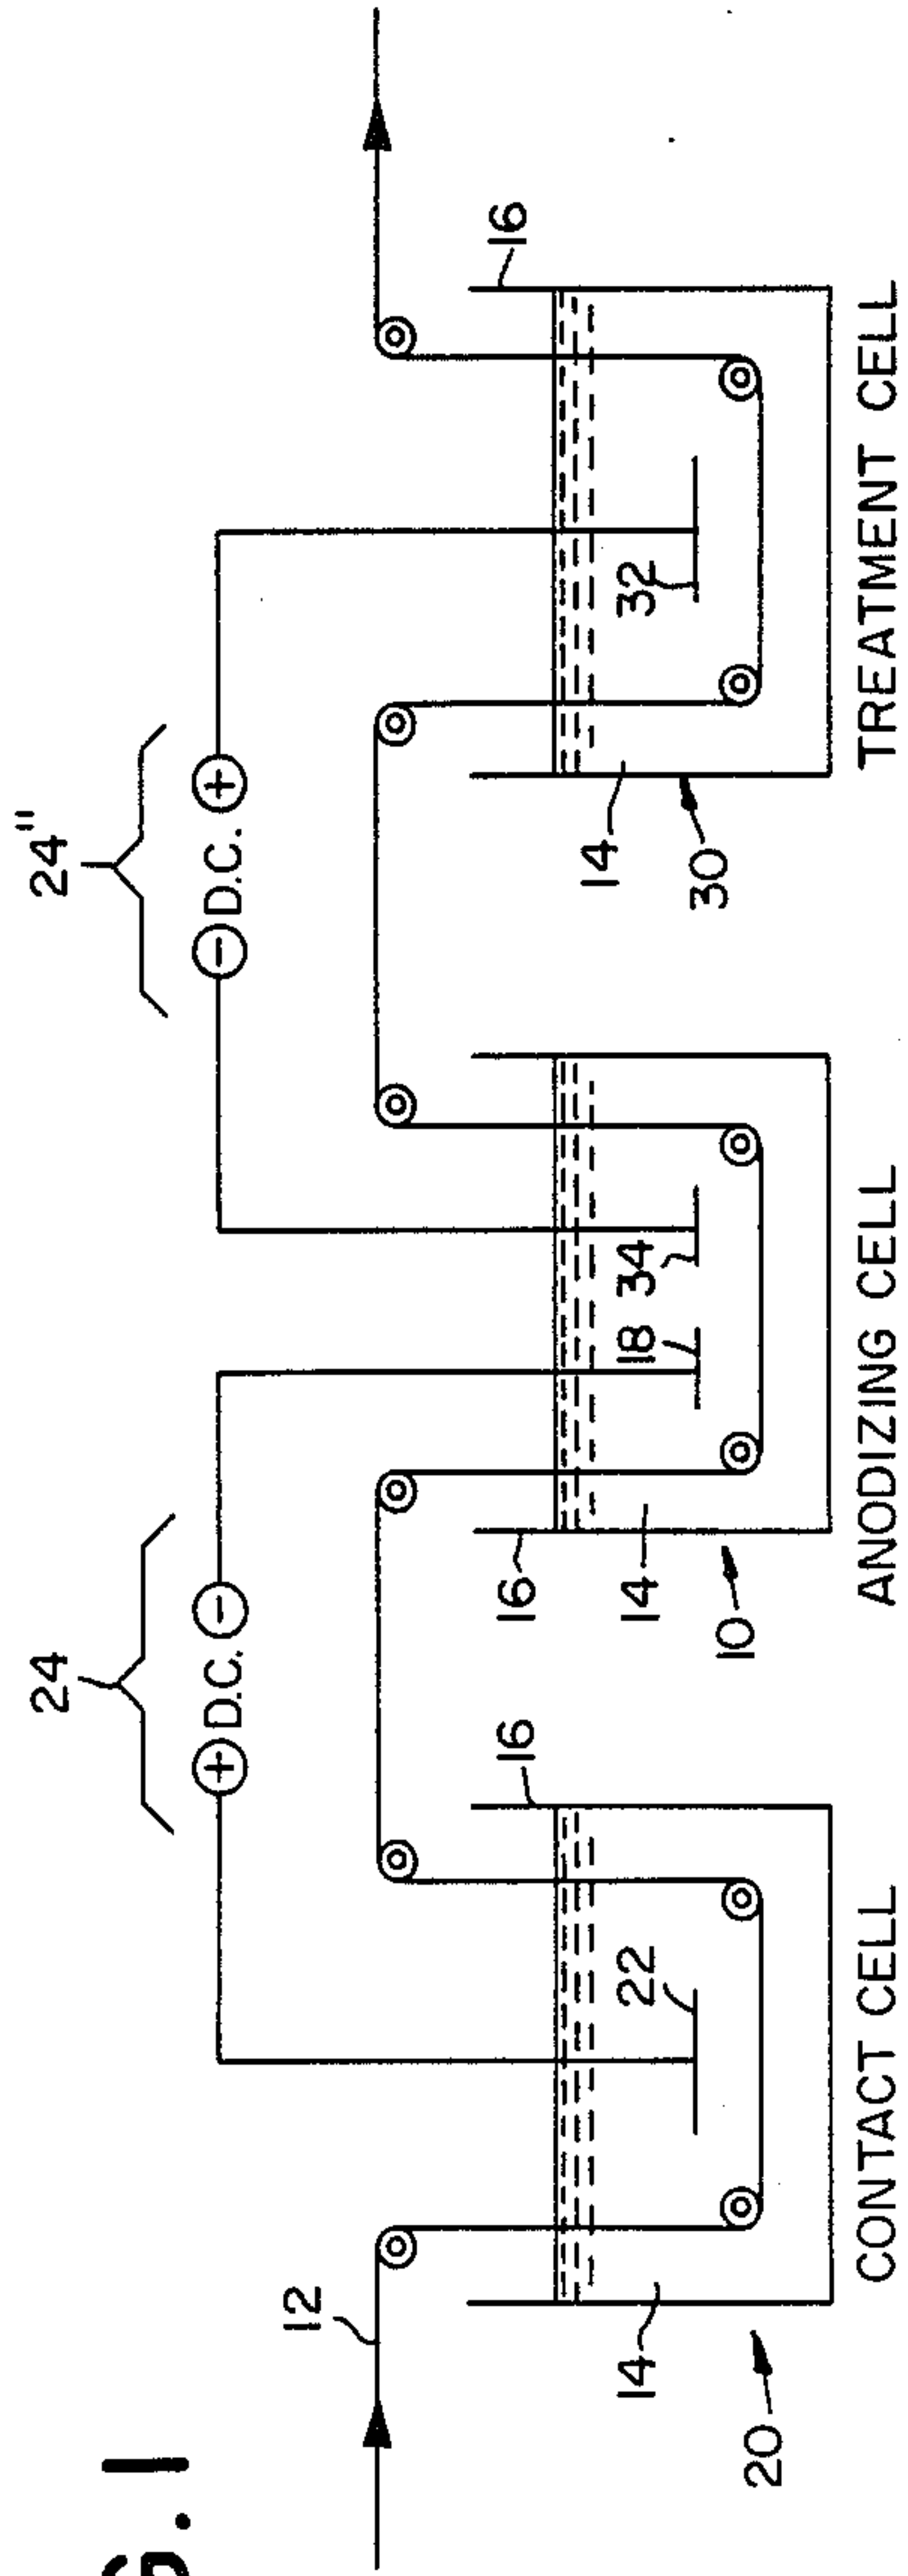 G. 1
24
24"
+ D.C. −
− D.C. +
12
16
16
16
22
18
34
32
14
14
14
20
10
30
CONTACT CELL
ANODIZING CELL
TREATMENT CELL